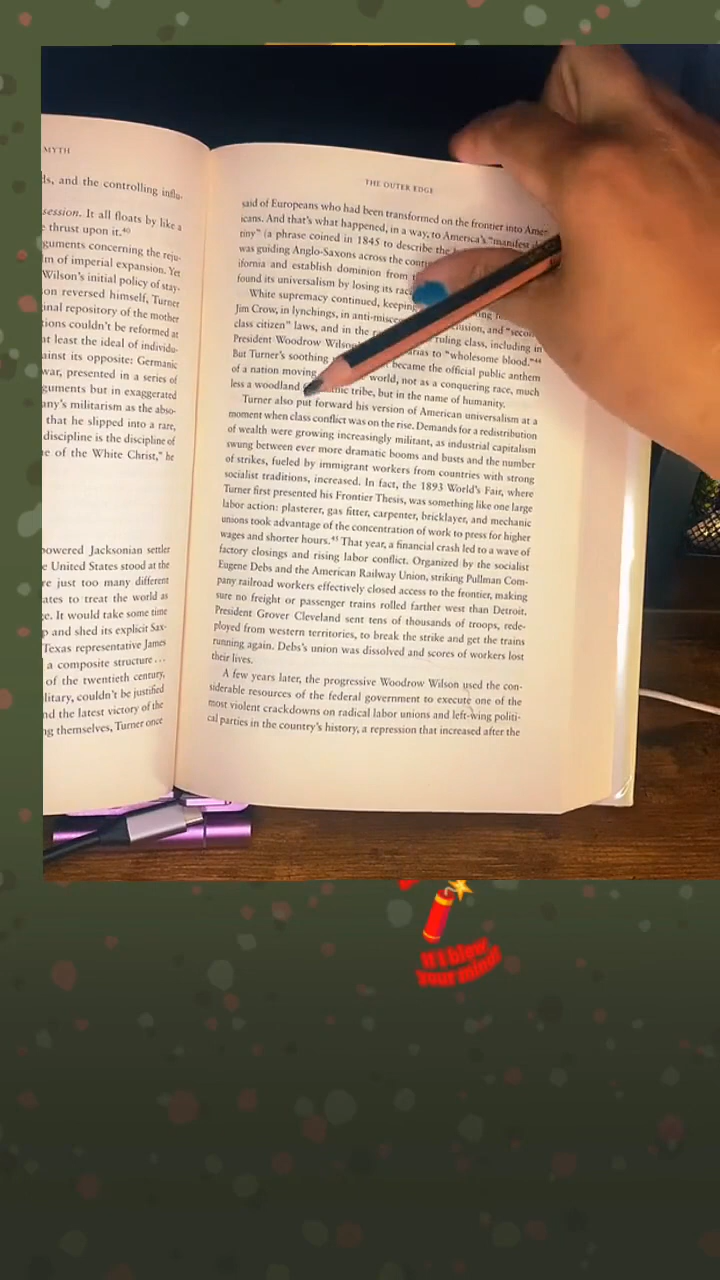 MYTH
ls, and the controlling influ-
session. It all floats by like a
e thrust upon it.⁴⁰
guments concerning the reju-
m of imperial expansion. Yet
Wilson's initial policy of stay-
on reversed himself, Turner
inal repository of the mother
tions couldn't be reformed at
at least the ideal of individu-
ainst its opposite: Germanic
war, presented in a series of
guments but in exaggerated
any's militarism as the abso-
that he slipped into a rare,
discipline is the discipline of
e of the White Christ," he
powered Jacksonian settler
e United States stood at the
re just too many different
ates to treat the world as
ge. It would take some time
p and shed its explicit Sax-
Texas representative James
a composite structure ...
of the twentieth century,
litary, couldn't be justified
nd the latest victory of the
ng themselves, Turner once
THE OUTER EDGE
said of Europeans who had been transformed on the frontier into Amer-
icans. And that's what happened, in a way, to America's "manifest
tiny" (a phrase coined in 1845 to describe the
was guiding Anglo-Saxons across the
ifornia and establish dominion from
found its universalism by losing its
White supremacy continued, keeping
Jim Crow, in lynchings, in and "secon
class citizen" laws, and in the ruling class, including in
President Woodrow to "wholesome blood."⁴⁴
But Turner's soothing became the official public anthem
of a nation moving world, not as a conquering race, much
less a woodland tribe, but in the name of humanity.
Turner also put forward his version of American universalism at a
moment when class conflict was on the rise. Demands for a redistribution
of wealth were growing increasingly militant, as industrial capitalism
swung between ever more dramatic booms and busts and the number
of strikes, fueled by immigrant workers from countries with strong
socialist traditions, increased. In fact, the 1893 World's Fair, where
Turner first presented his Frontier Thesis, was something like one large
labor action: plasterer, gas fitter, carpenter, bricklayer, and mechanic
unions took advantage of the concentration of work to press for higher
wages and shorter hours.⁴⁵ That year, a financial crash led to a wave of
factory closings and rising labor conflict. Organized by the socialist
Eugene Debs and the American Railway Union, striking Pullman Com-
pany railroad workers effectively closed access to the frontier, making
sure no freight or passenger trains rolled farther west than Detroit.
President Grover Cleveland sent tens of thousands of troops, rede-
ployed from western territories, to break the strike and get the trains
running again. Debs's union was dissolved and scores of workers lost
their lives.
A few years later, the progressive Woodrow Wilson used the con-
siderable resources of the federal government to execute one of the
most violent crackdowns on radical labor unions and left-wing politi-
cal parties in the country's history, a repression that increased after the
If I blew
your mind!